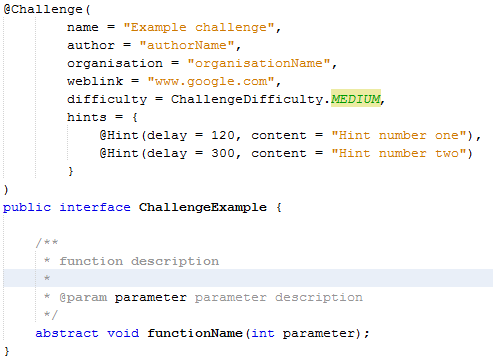 @Challenge(
        name = "Example challenge",
        author = "authorName",
        organisation = "organisationName",
        weblink = "www.google.com",
        difficulty = ChallengeDifficulty.MEDIUM,
        hints = {
            @Hint(delay = 120, content = "Hint number one"),
            @Hint(delay = 300, content = "Hint number two")
        }
)
public interface ChallengeExample {

    /**
     * function description
     *
     * @param parameter parameter description
     */
    abstract void functionName(int parameter);
}